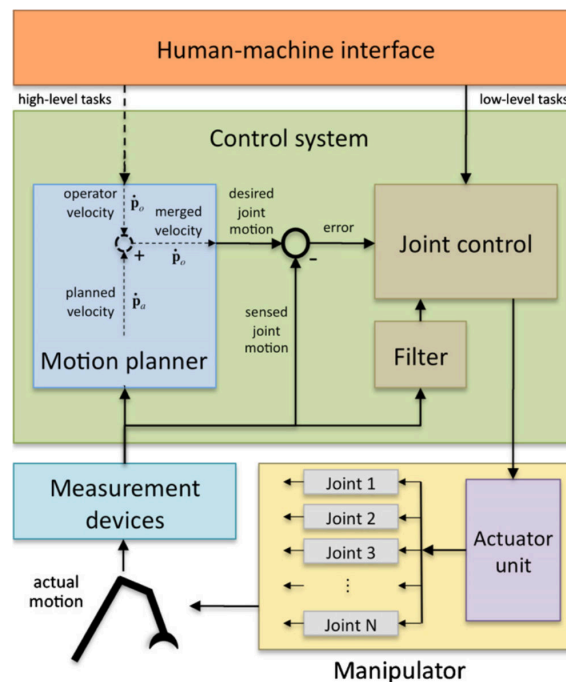 Human-machine interface
high-level tasks
low-level tasks
Control system
operator
velocity
ṗₒ
merged
velocity
ṗₒ
+
planned
velocity
ṗₐ
Motion planner
desired
joint
motion
-
error
sensed
joint
motion
Joint control
Filter
Measurement
devices
actual
motion
Joint 1
Joint 2
Joint 3
⋮
Joint N
Actuator
unit
Manipulator